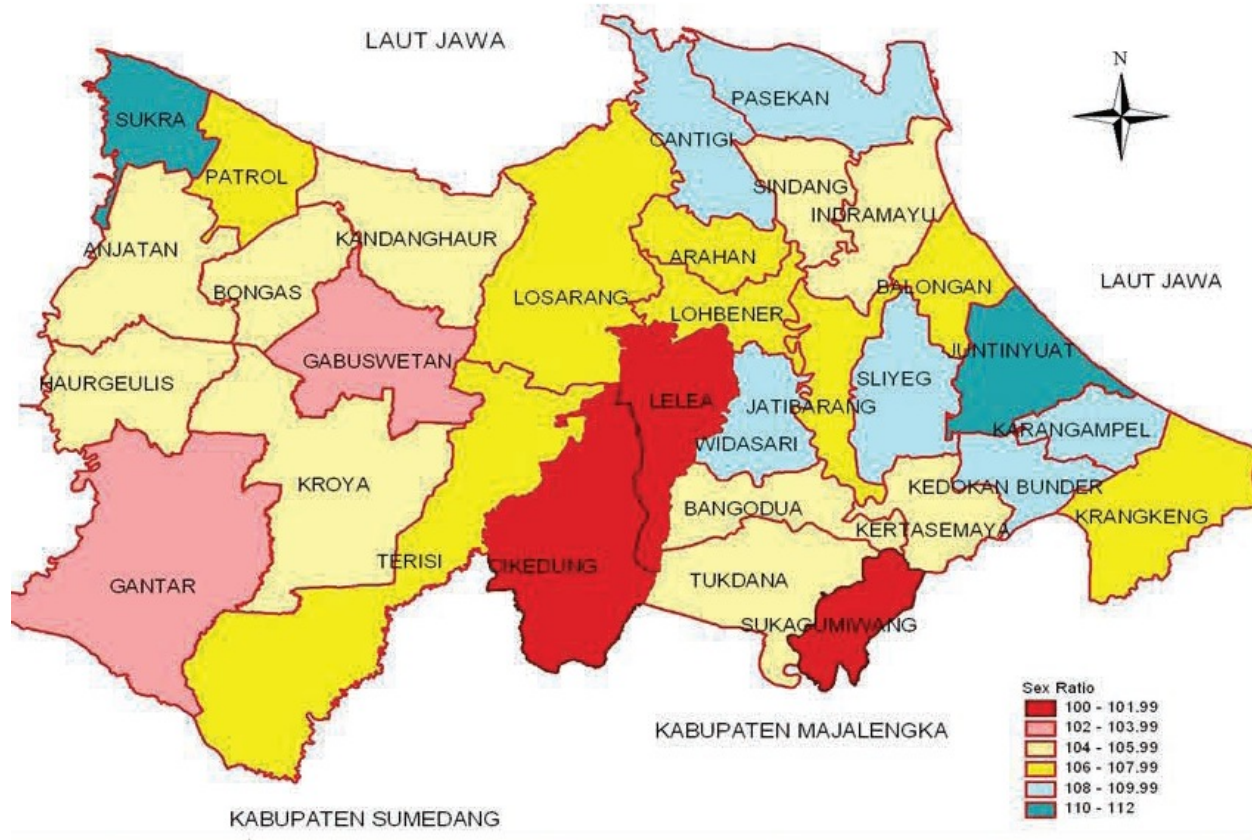 LAUT JAWA
N
SUKRA
PASEKAN
CANTIGI
PATROL
SINDANG
INDRAMAYU
ANJATAN
KANDANGHAUR
ARAHAN
BONGAS
LOSARANG
BALONGAN
LAUT JAWA
LOHBENER
GABUSWETAN
JUNTINYUAT
HAURGEULIS
SLIYEG
LELEA
JATIBARANG
KARANGAMPEL
WIDASARI
KROYA
KEDOKAN BUNDER
BANGODUA
KRANGKENG
KERTASEMAYA
TERISI
CIKEDUNG
GANTAR
TUKDANA
SUKAGUMIWANG
KABUPATEN MAJALENGKA
KABUPATEN SUMEDANG
Sex Ratio
100 - 101.99
102 - 103.99
104 - 105.99
106 - 107.99
108 - 109.99
110 - 112